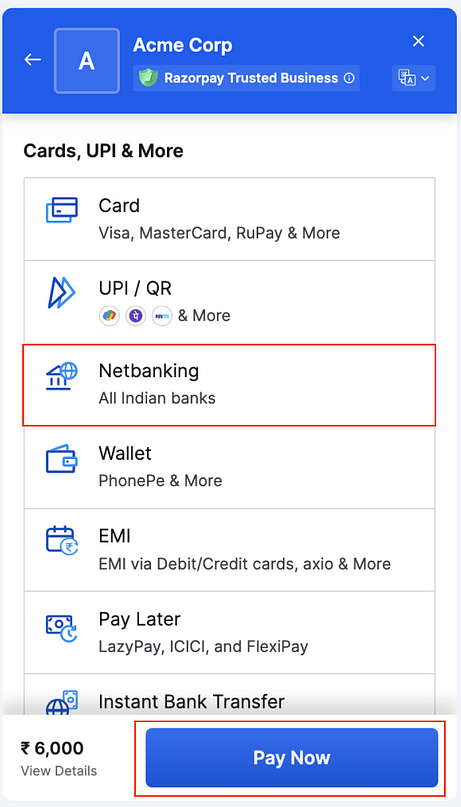 Acme Corp
A
Razorpay Trusted Business
Cards, UPI & More
Card
Visa, MasterCard, RuPay & More
UPI / QR
& More
Netbanking
All Indian banks
Wallet
PhonePe & More
EMI
EMI via Debit/Credit cards, axio & More
Pay Later
LazyPay, ICICI, and FlexiPay
Instant Bank Transfer
₹ 6,000
View Details
Pay Now